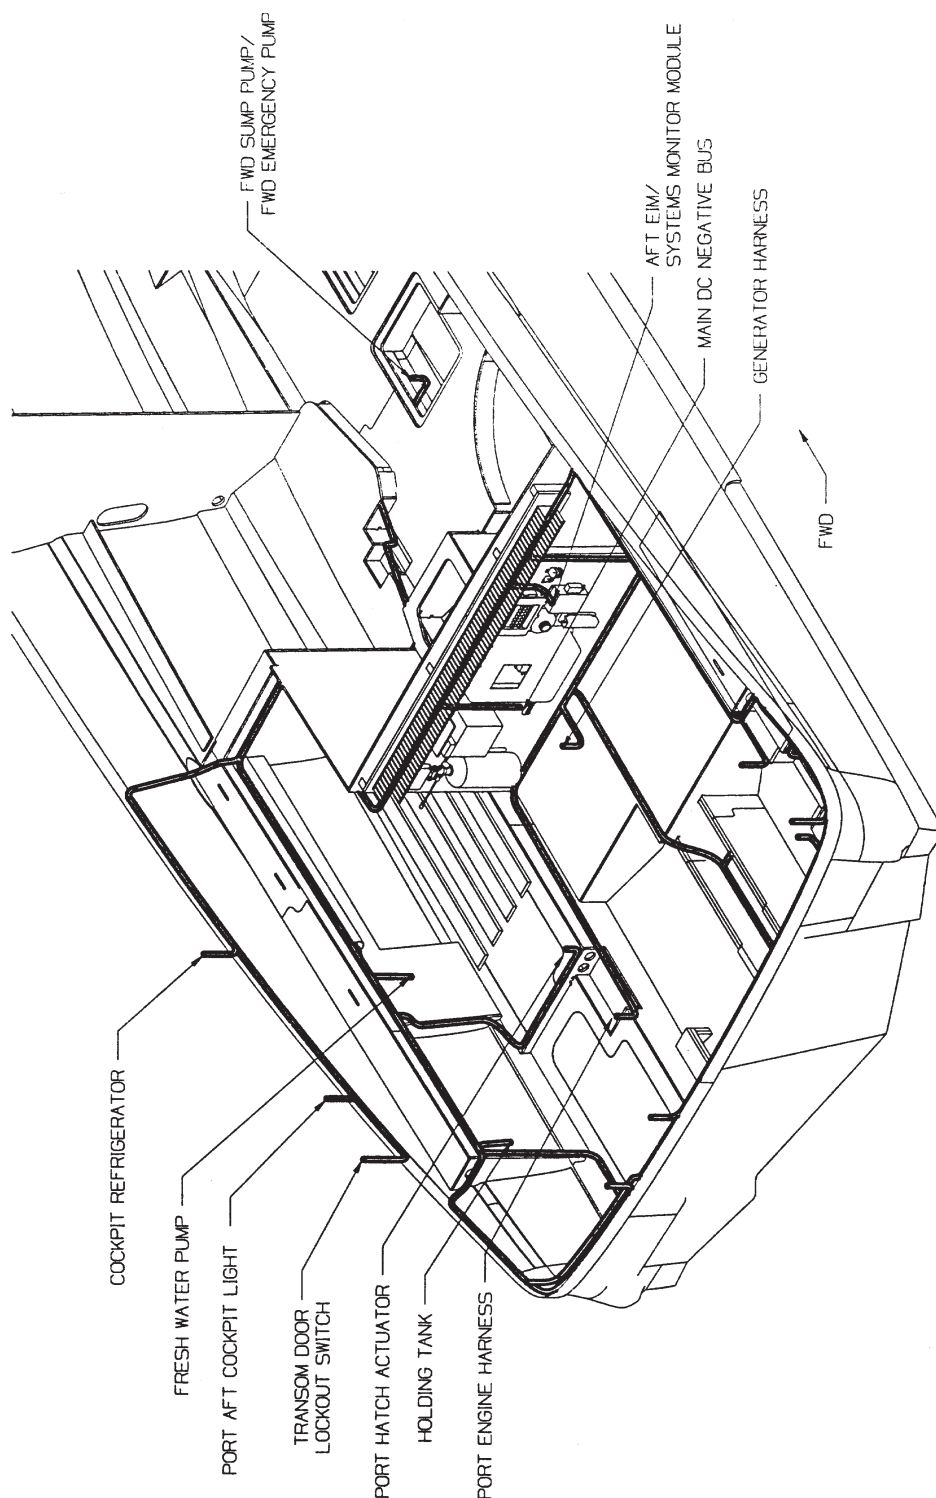 COCKPIT REFRIGERATOR
FRESH WATER PUMP
PORT AFT COCKPIT LIGHT
TRANSOM DOOR
LOCKOUT SWITCH
PORT HATCH ACTUATOR
HOLDING TANK
PORT ENGINE HARNESS
FWD SUMP PUMP/
FWD EMERGENCY PUMP
AFT EIM/
SYSTEMS MONITOR MODULE
MAIN DC NEGATIVE BUS
GENERATOR HARNESS
FWD